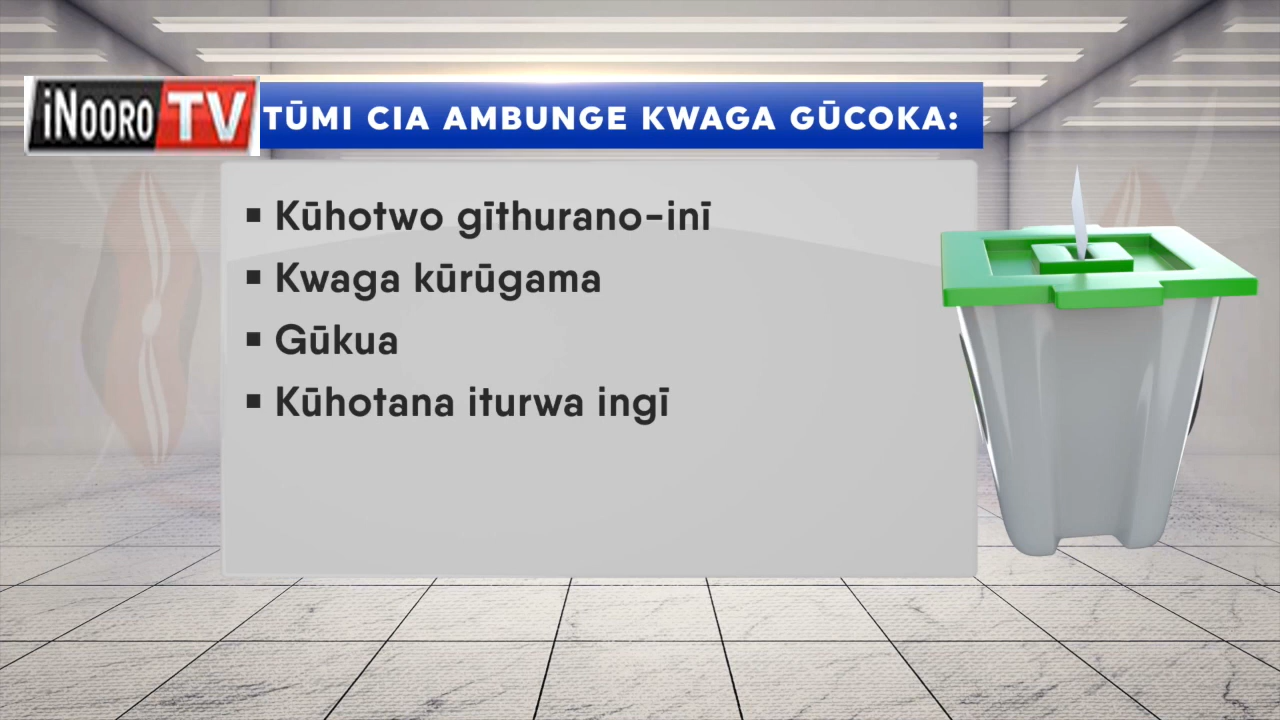 iNOORO TV
TŪMI CIA AMBUNGE KWAGA GŪCOKA:
▪ Kūhotwo gīthurano-inī
▪ Kwaga kūrūgama
▪ Gūkua
▪ Kūhotana iturwa ingī